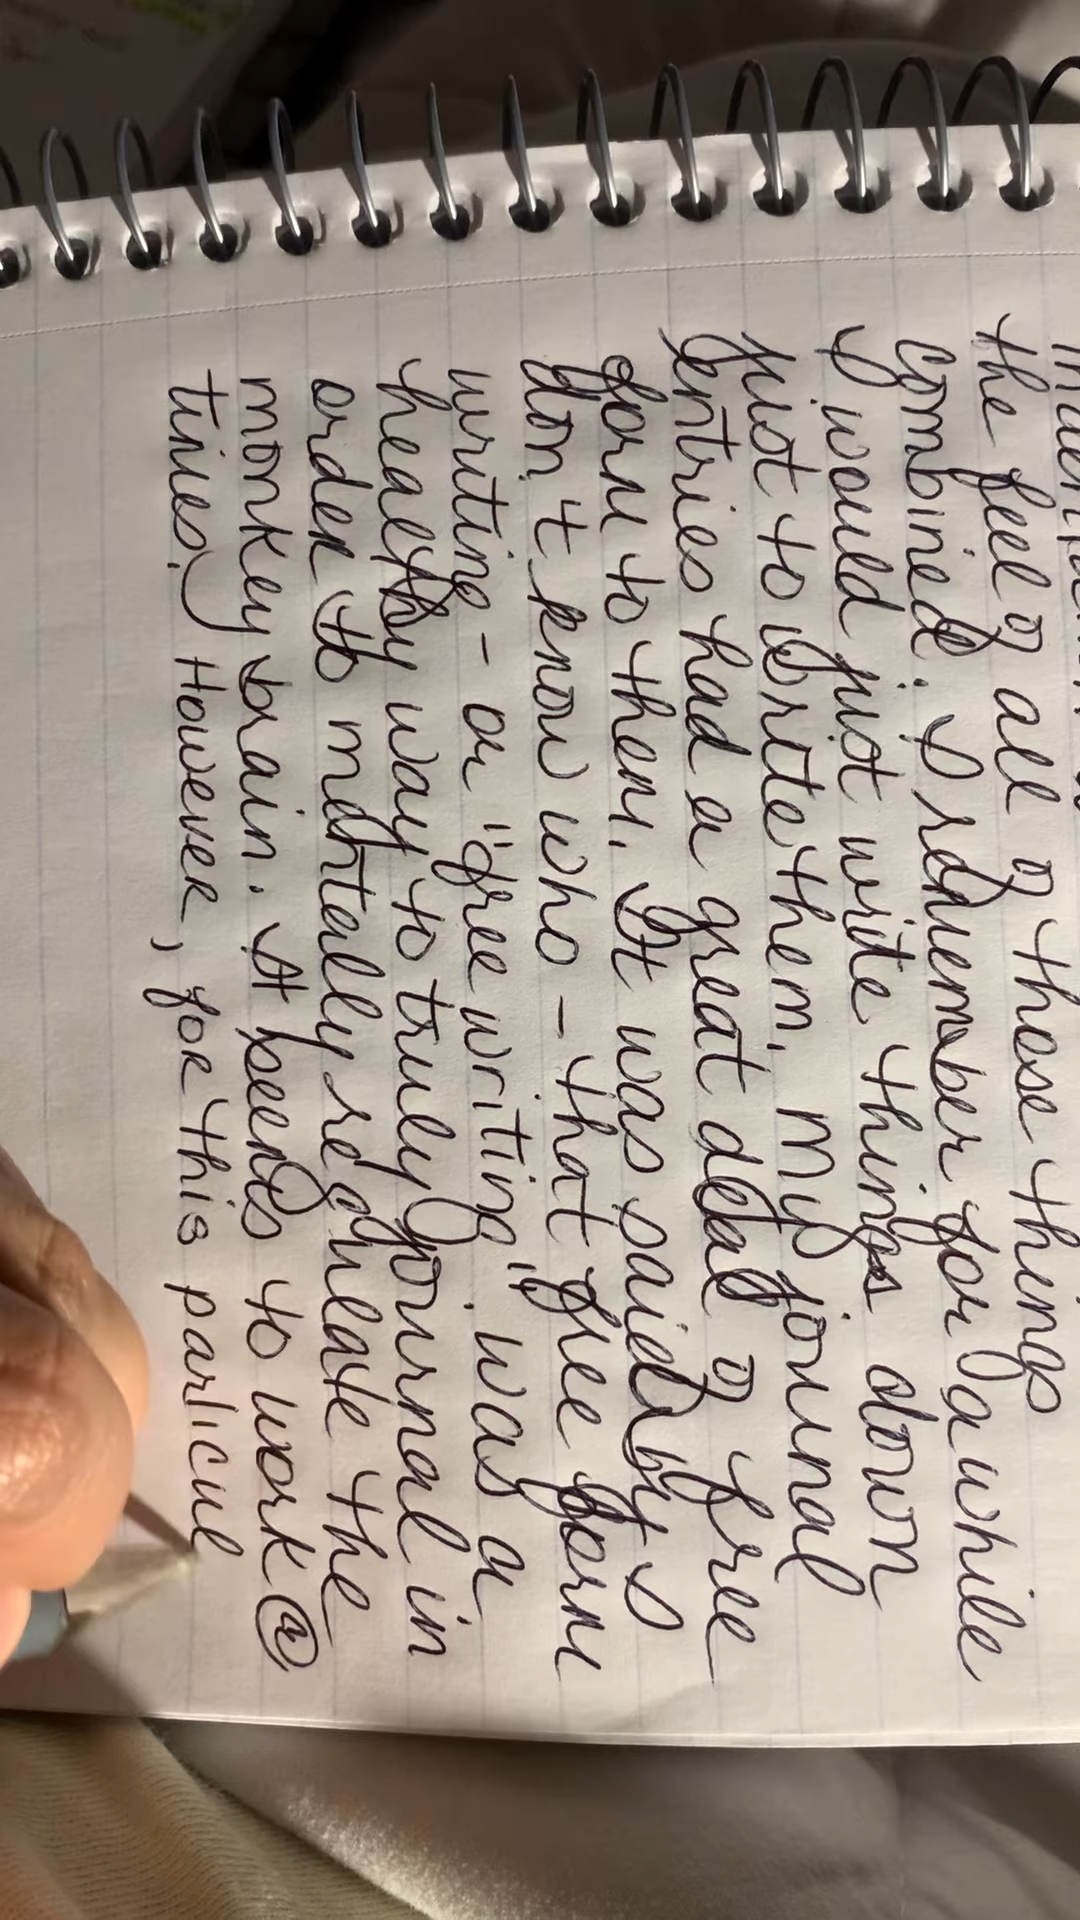 the feel of all of those things
combined. I remember for a while
I would just write things down
just to write them. My journal
entries had a great deal of free
form to them. It was said by s
don't know who - that free form
writing - or "free writing" was a
healthy way to truly journal in
order to mentally regulate the
monkey brain. It seems to work @
times. However, for this particul